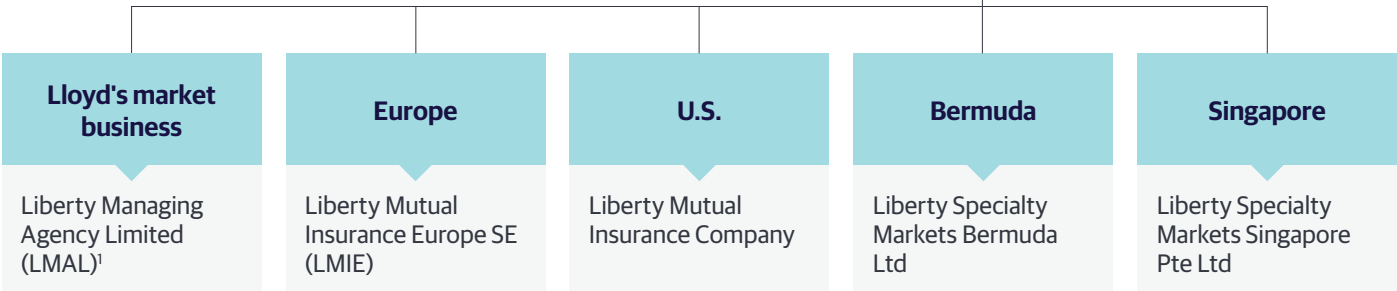 Lloyd's market
business
Liberty Managing
Agency Limited
(LMAL)¹
Europe
Liberty Mutual
Insurance Europe SE
(LMIE)
U.S.
Liberty Mutual
Insurance Company
Bermuda
Liberty Specialty
Markets Bermuda
Ltd
Singapore
Liberty Specialty
Markets Singapore
Pte Ltd